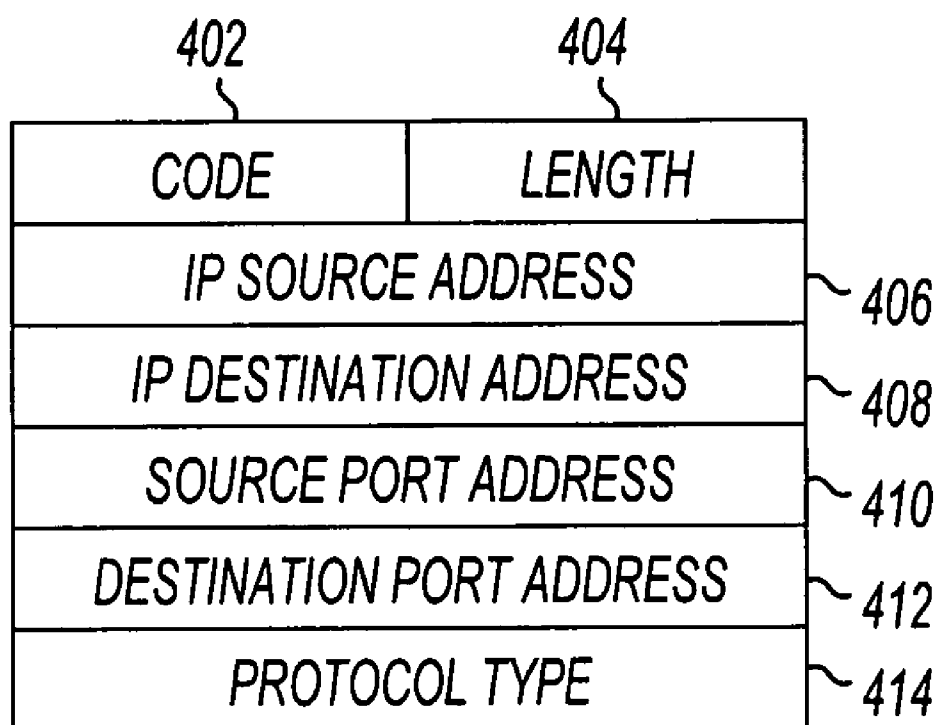 402 404
CODE LENGTH
IP SOURCE ADDRESS 406
IP DESTINATION ADDRESS 408
SOURCE PORT ADDRESS 410
DESTINATION PORT ADDRESS 412
PROTOCOL TYPE 414